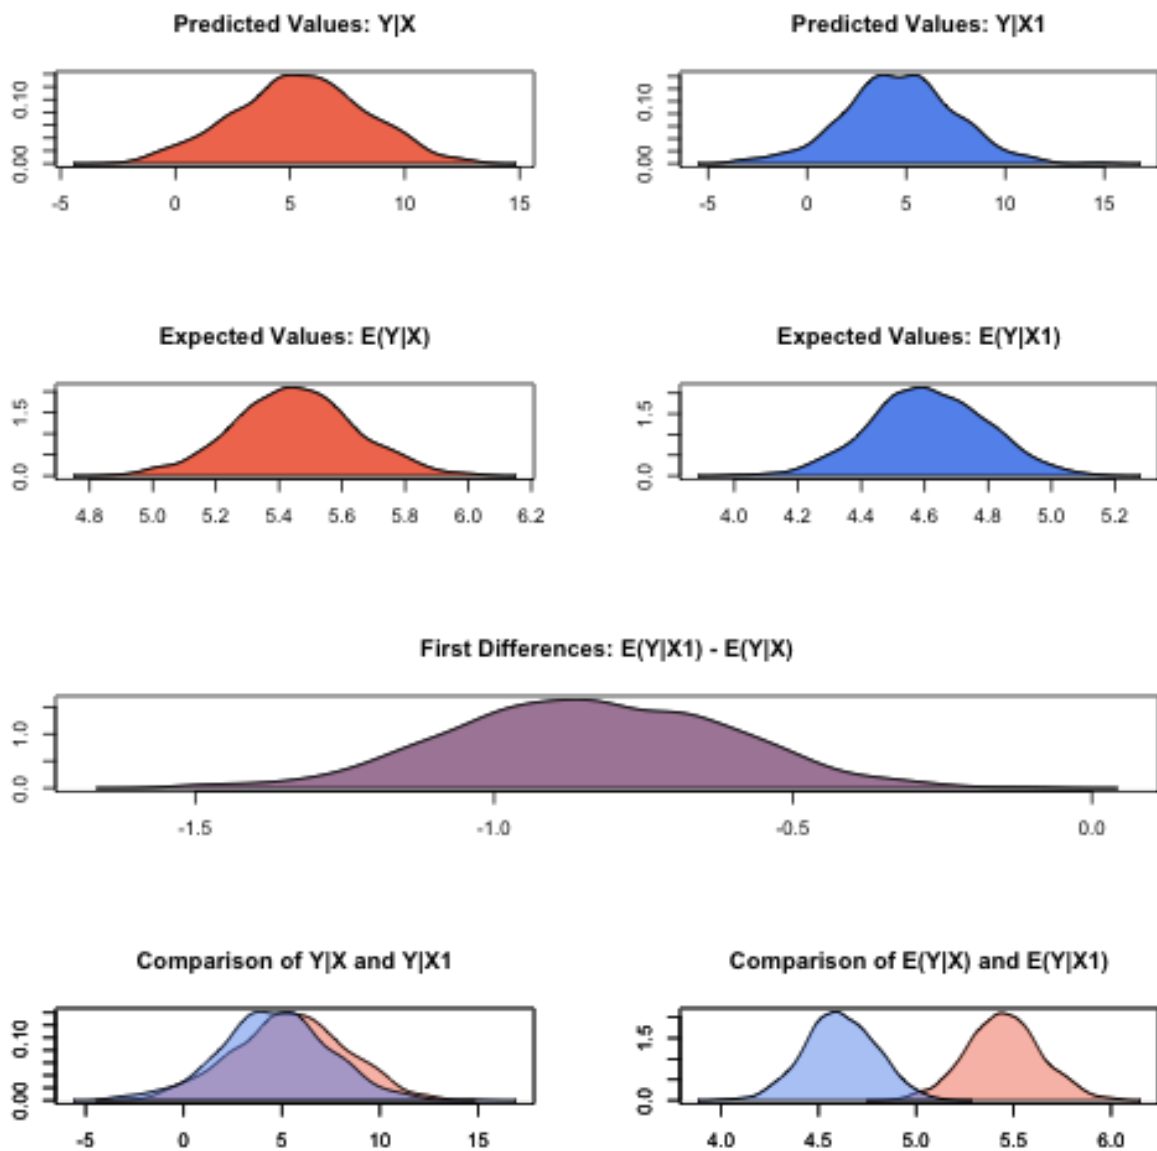 Predicted Values: Y|X
Predicted Values: Y|X1
0.10
0.00
-5 0 5 10 15
0.10
0.00
-5 0 5 10 15
Expected Values: E(Y|X)
Expected Values: E(Y|X1)
1.5
0.0
4.8 5.0 5.2 5.4 5.6 5.8 6.0 6.2
1.5
0.0
4.0 4.2 4.4 4.6 4.8 5.0 5.2
First Differences: E(Y|X1) - E(Y|X)
1.0
0.0
-1.5 -1.0 -0.5 0.0
Comparison of Y|X and Y|X1
Comparison of E(Y|X) and E(Y|X1)
0.10
0.00
-5 0 5 10 15
1.5
0.0
4.0 4.5 5.0 5.5 6.0